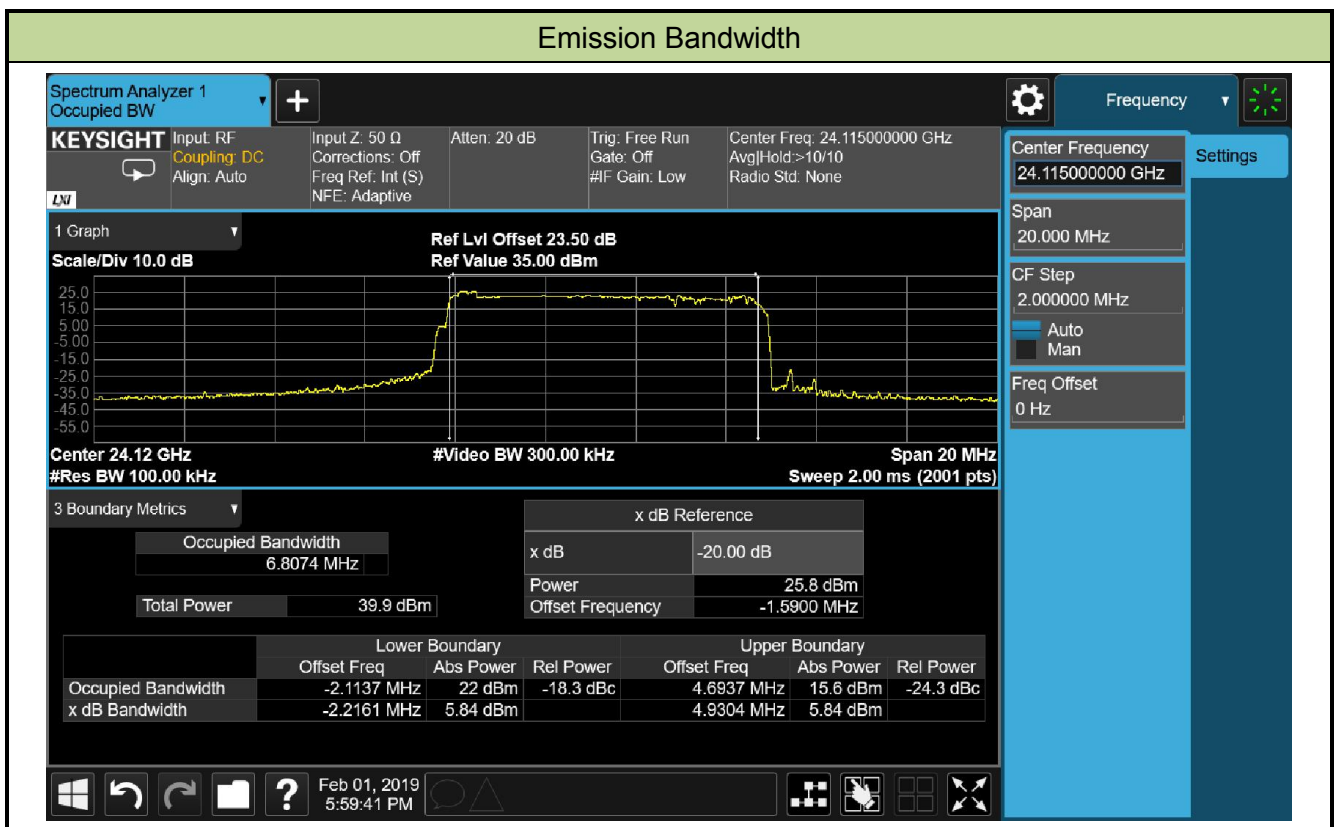 Emission Bandwidth
Spectrum Analyzer 1
Occupied BW
Frequency
KEYSIGHT
LXI
Input: RF
Coupling: DC
Align: Auto
Input Z: 50 Ω
Corrections: Off
Freq Ref: Int (S)
NFE: Adaptive
Atten: 20 dB
Trig: Free Run
Gate: Off
#IF Gain: Low
Center Freq: 24.115000000 GHz
Avg|Hold:>10/10
Radio Std: None
Center Frequency
24.115000000 GHz
Settings
Span
20.000 MHz
CF Step
2.000000 MHz
Auto
Man
Freq Offset
0 Hz
1 Graph
Scale/Div 10.0 dB
Ref Lvl Offset 23.50 dB
Ref Value 35.00 dBm
25.0
15.0
5.00
-5.00
-15.0
-25.0
-35.0
-45.0
-55.0
Center 24.12 GHz #Video BW 300.00 kHz Span 20 MHz
#Res BW 100.00 kHz Sweep 2.00 ms (2001 pts)
3 Boundary Metrics
Occupied Bandwidth
6.8074 MHz
Total Power 39.9 dBm
x dB Reference
x dB -20.00 dB
Power 25.8 dBm
Offset Frequency -1.5900 MHz
Lower Boundary Upper Boundary
Offset Freq Abs Power Rel Power Offset Freq Abs Power Rel Power
Occupied Bandwidth -2.1137 MHz 22 dBm -18.3 dBc 4.6937 MHz 15.6 dBm -24.3 dBc
x dB Bandwidth -2.2161 MHz 5.84 dBm 4.9304 MHz 5.84 dBm
?
Feb 01, 2019
5:59:41 PM